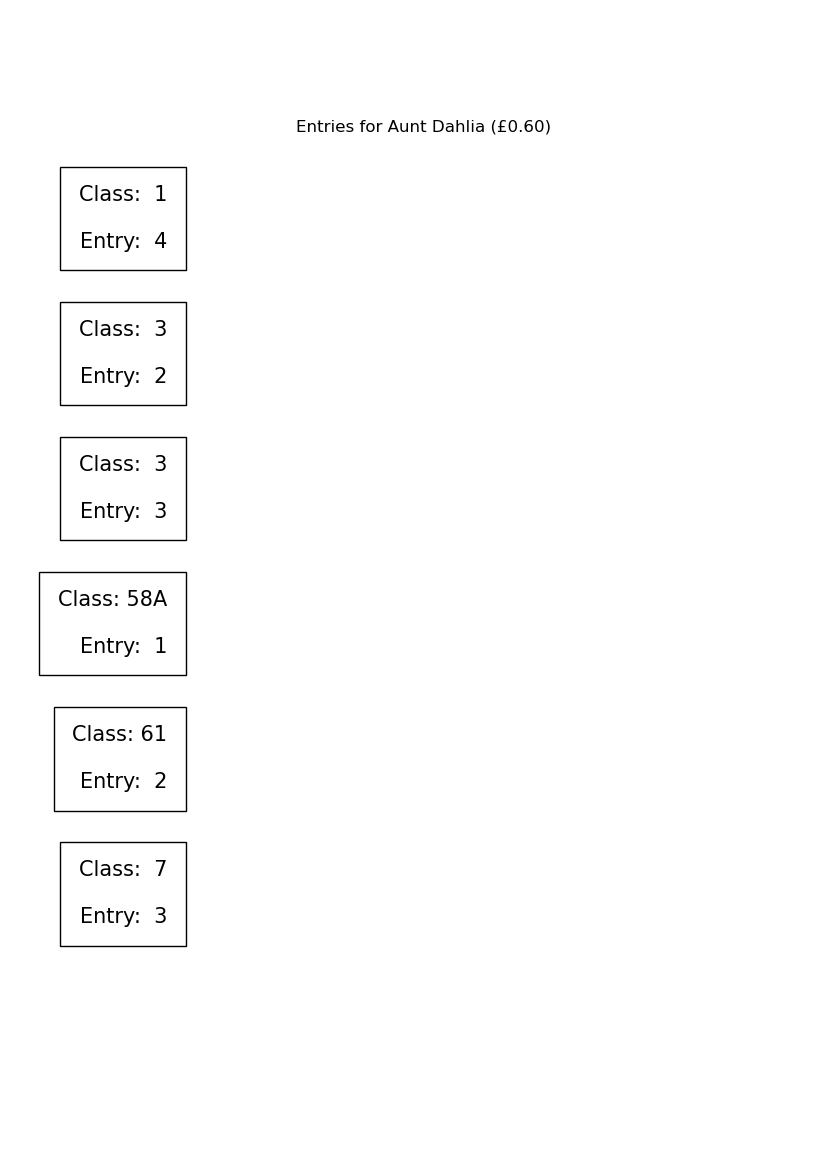 Entries for Aunt Dahlia (£0.60)
Class:  1
Entry:  4
Class:  3
Entry:  2
Class:  3
Entry:  3
Class: 58A
Entry:  1
Class: 61
Entry:  2
Class:  7
Entry:  3